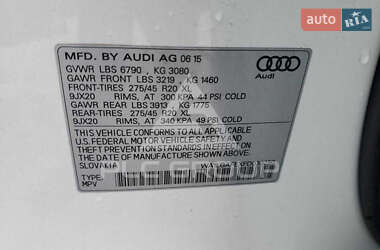 AUTO.RIA
MFD. BY AUDI AG 06 15
GVWR LBS 6790 , KG 3080
GAWR FRONT LBS 3219 , KG 1460
FRONT-TIRES 275/45 R20 XL
9JX20 RIMS, AT 300 KPA 44 PSI COLD
GAWR REAR LBS 3913 , KG 1775
REAR-TIRES 275/45 R20 XL
9JX20 RIMS, AT 340 KPA 49 PSI COLD
Audi
THIS VEHICLE CONFORMS TO ALL APPLICABLE
U.S. FEDERAL MOTOR VEHICLE SAFETY, BUMPER AND
THEFT PREVENTION STANDARDS IN EFFECT ON
THE DATE OF MANUFACTURE SHOWN ABOVE.
SLOVAKIA
TYPE:
MPV